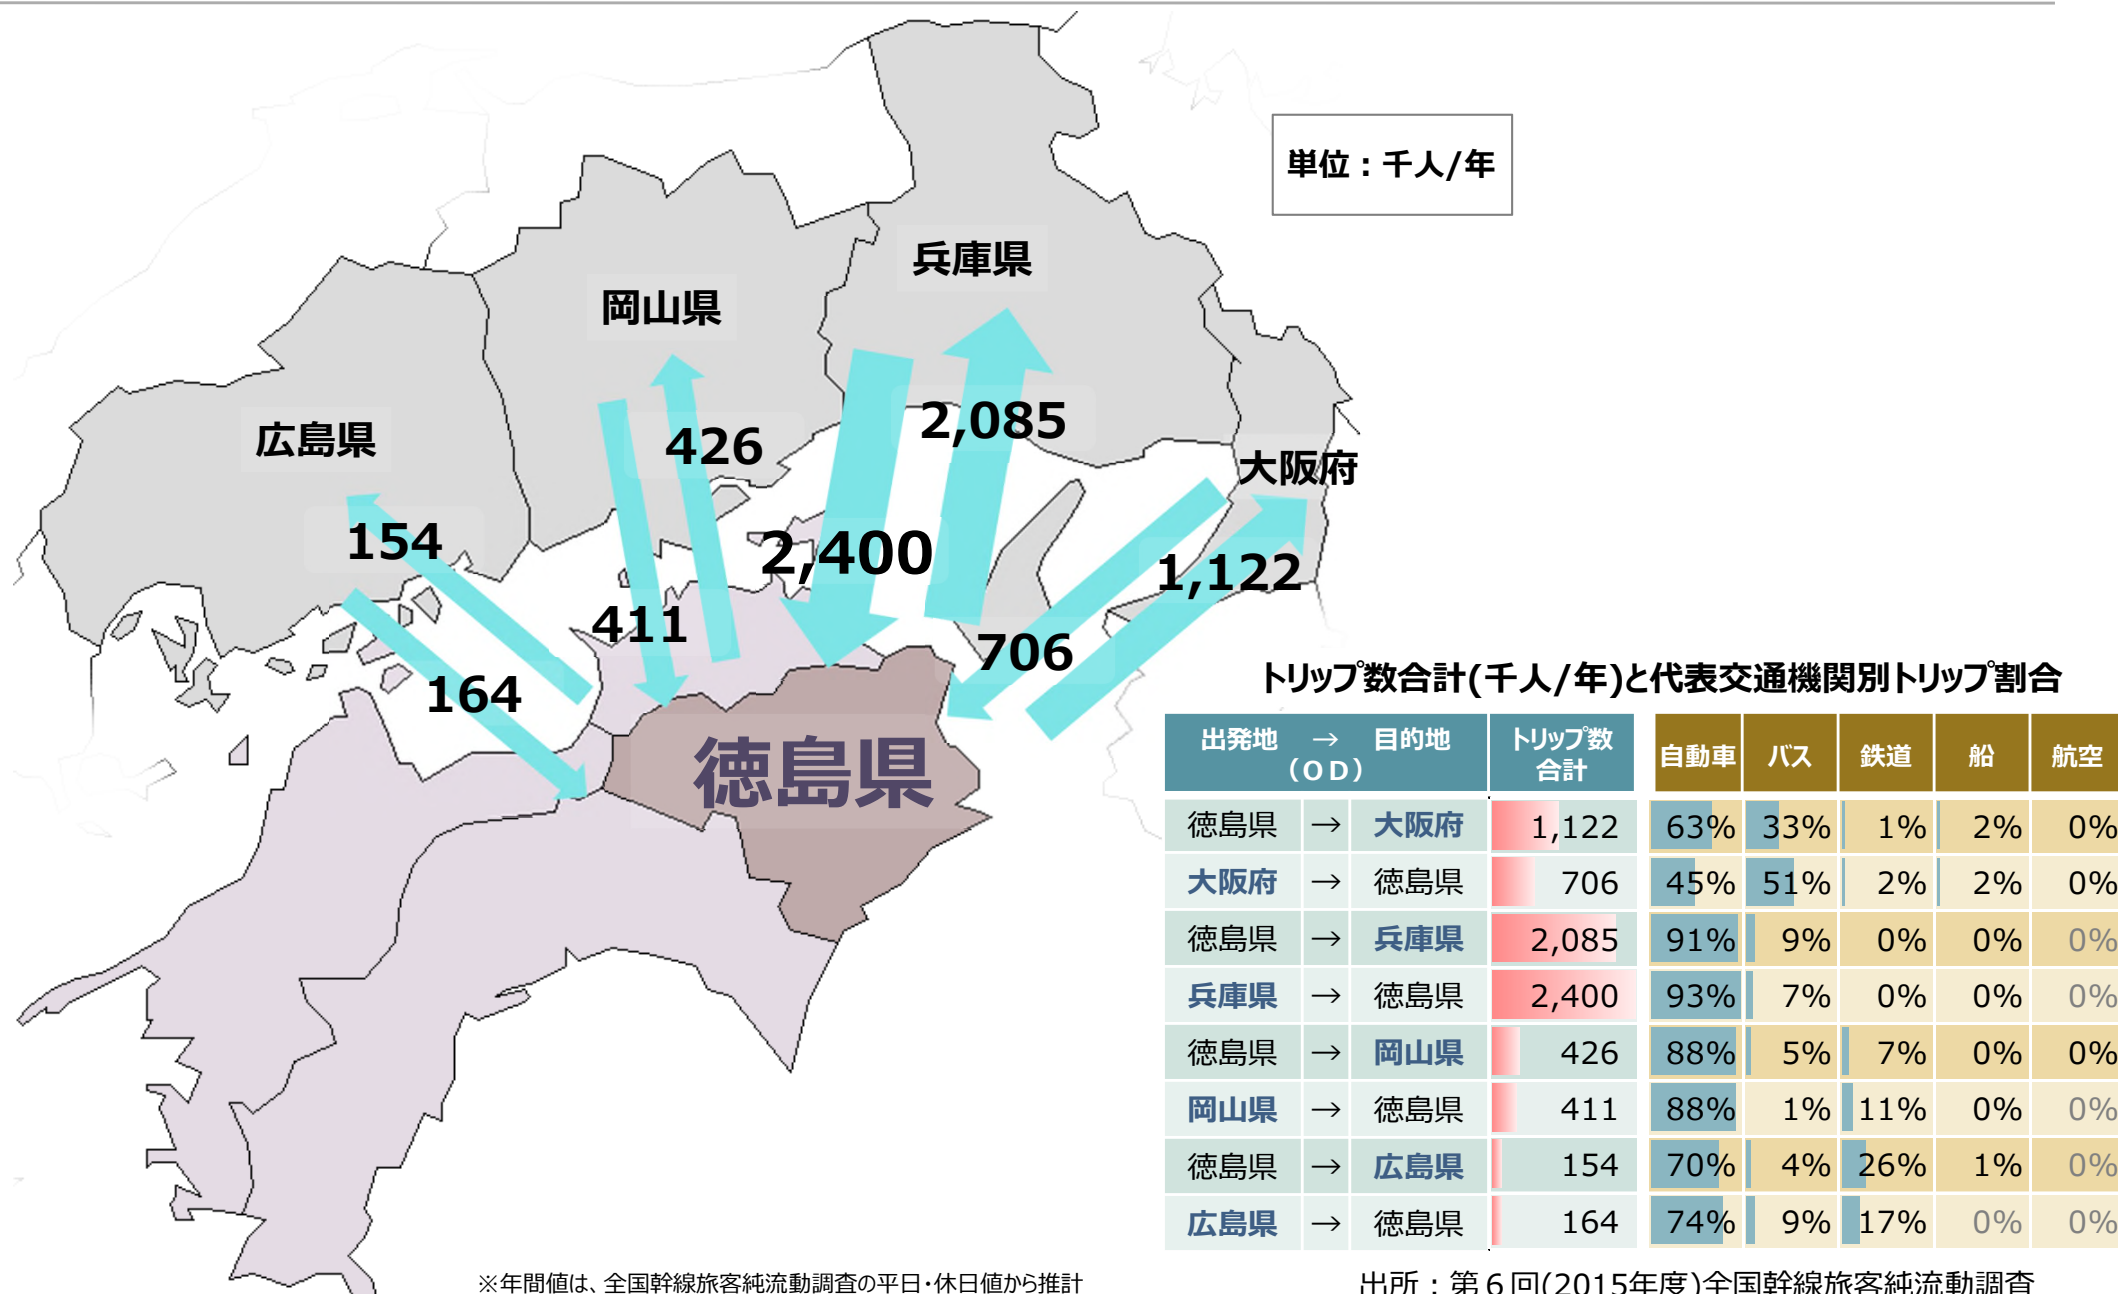 単位：千人/年
兵庫県
岡山県
広島県
大阪府
2,085
426
154
2,400
1,122
411
706
164
徳島県
トリップ数合計(千人/年)と代表交通機関別トリップ割合
出発地 → 目的地 （OD） トリップ数 合計 自動車 バス 鉄道 船 航空
徳島県 → 大阪府 1,122 63% 33% 1% 2% 0%
大阪府 → 徳島県 706 45% 51% 2% 2% 0%
徳島県 → 兵庫県 2,085 91% 9% 0% 0% 0%
兵庫県 → 徳島県 2,400 93% 7% 0% 0% 0%
徳島県 → 岡山県 426 88% 5% 7% 0% 0%
岡山県 → 徳島県 411 88% 1% 11% 0% 0%
徳島県 → 広島県 154 70% 4% 26% 1% 0%
広島県 → 徳島県 164 74% 9% 17% 0% 0%
※年間値は、全国幹線旅客純流動調査の平日・休日値から推計
出所：第６回(2015年度)全国幹線旅客純流動調査